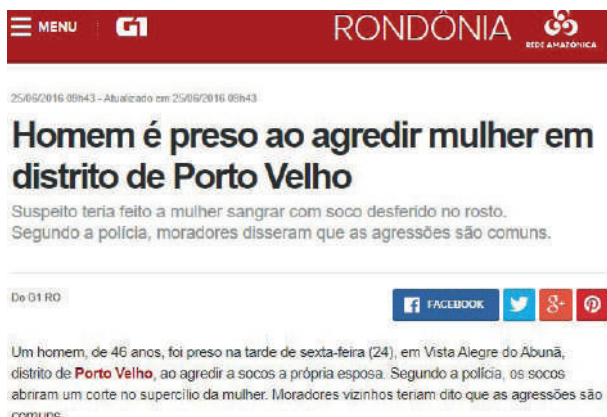 MENU G1 RONDÔNIA
REDE AMAZÔNICA
25/06/2016 09h43 - Atualizado em 25/06/2016 09h43
Homem é preso ao agredir mulher em
distrito de Porto Velho
Suspeito teria feito a mulher sangrar com soco desferido no rosto.
Segundo a polícia, moradores disseram que as agressões são comuns.
Do G1 RO
FACEBOOK
Um homem, de 46 anos, foi preso na tarde de sexta-feira (24), em Vista Alegre do Abunã,
distrito de Porto Velho, ao agredir a socos a própria esposa. Segundo a polícia, os socos
abriram um corte no supercílio da mulher. Moradores vizinhos teriam dito que as agressões são
comuns.